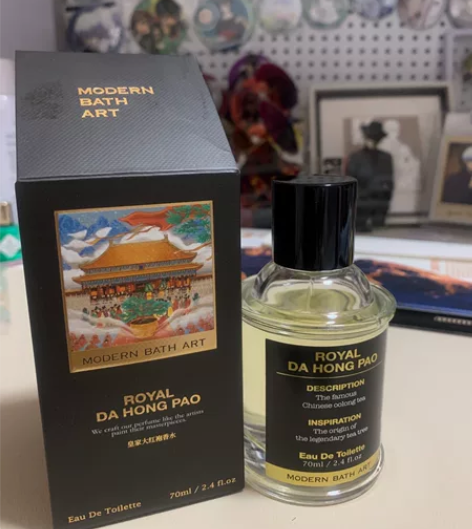 MODERN
BATH
ART
MODERN BATH ART
ROYAL
DA HONG PAO
We craft our perfume like the artists
paint their masterpieces.
皇家大红袍香水
Eau De Toilette
70ml / 2.4 fl.oz
ROYAL
DA HONG PAO
DESCRIPTION
The famous
Chinese oolong tea
INSPIRATION
The origin of
the legendary tea tree
Eau De Toilette
70ml / 2.4 fl.oz
MODERN BATH ART